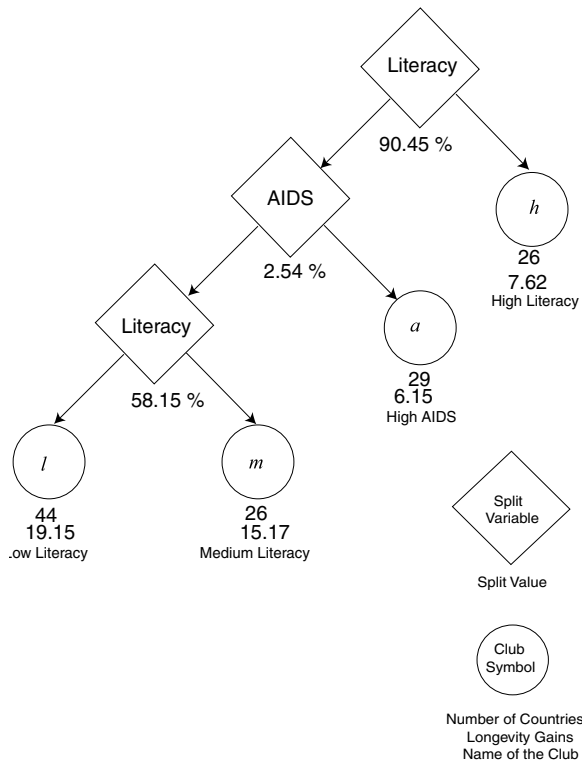 Literacy
90.45 %
AIDS
h
26
7.62
High Literacy
2.54 %
Literacy
a
29
6.15
High AIDS
58.15 %
l
m
44
19.15
.ow Literacy
26
15.17
Medium Literacy
Split
Variable
Split Value
Club
Symbol
Number of Countries
Longevity Gains
Name of the Club